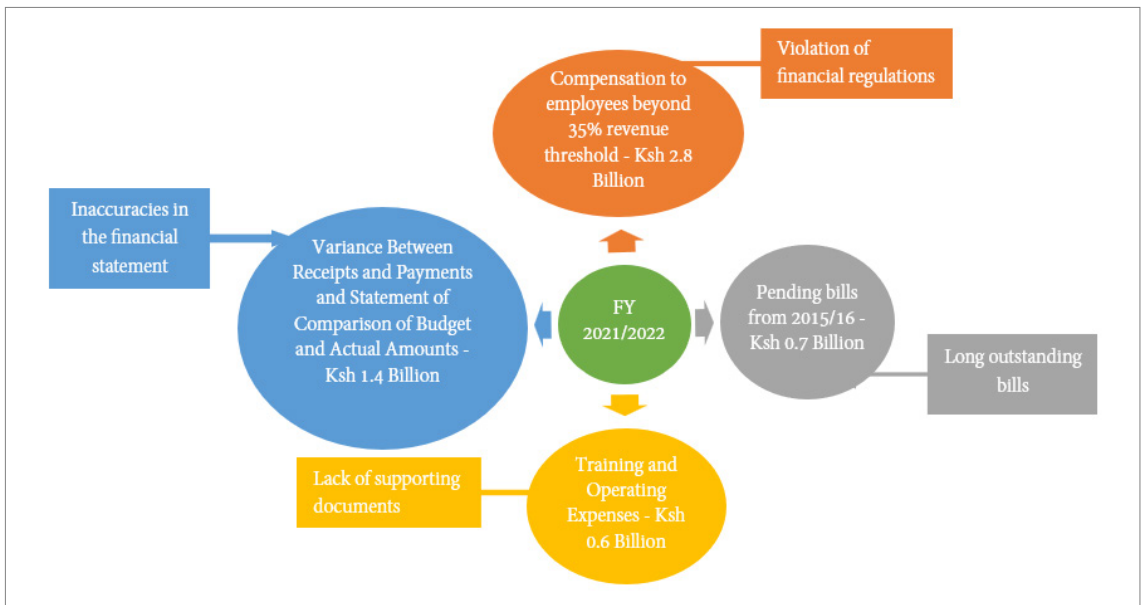 Violation of
financial regulations
Compensation to
employees beyond
35% revenue
threshold - Ksh 2.8
Billion
Inaccuracies in
the financial
statement
Variance Between
Receipts and Payments
and Statement of
Comparison of Budget
and Actual Amounts -
Ksh 1.4 Billion
FY
2021/2022
Pending bills
from 2015/16 -
Ksh 0.7 Billion
Long outstanding
bills
Lack of supporting
documents
Training and
Operating
Expenses - Ksh
0.6 Billion